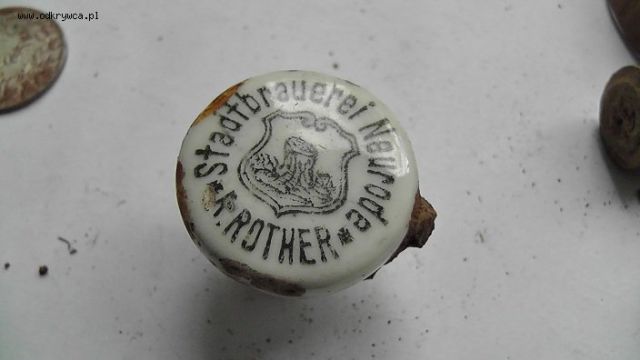 www.odkrywca.pl
Stadtbrauerei Neurode
ROTHER